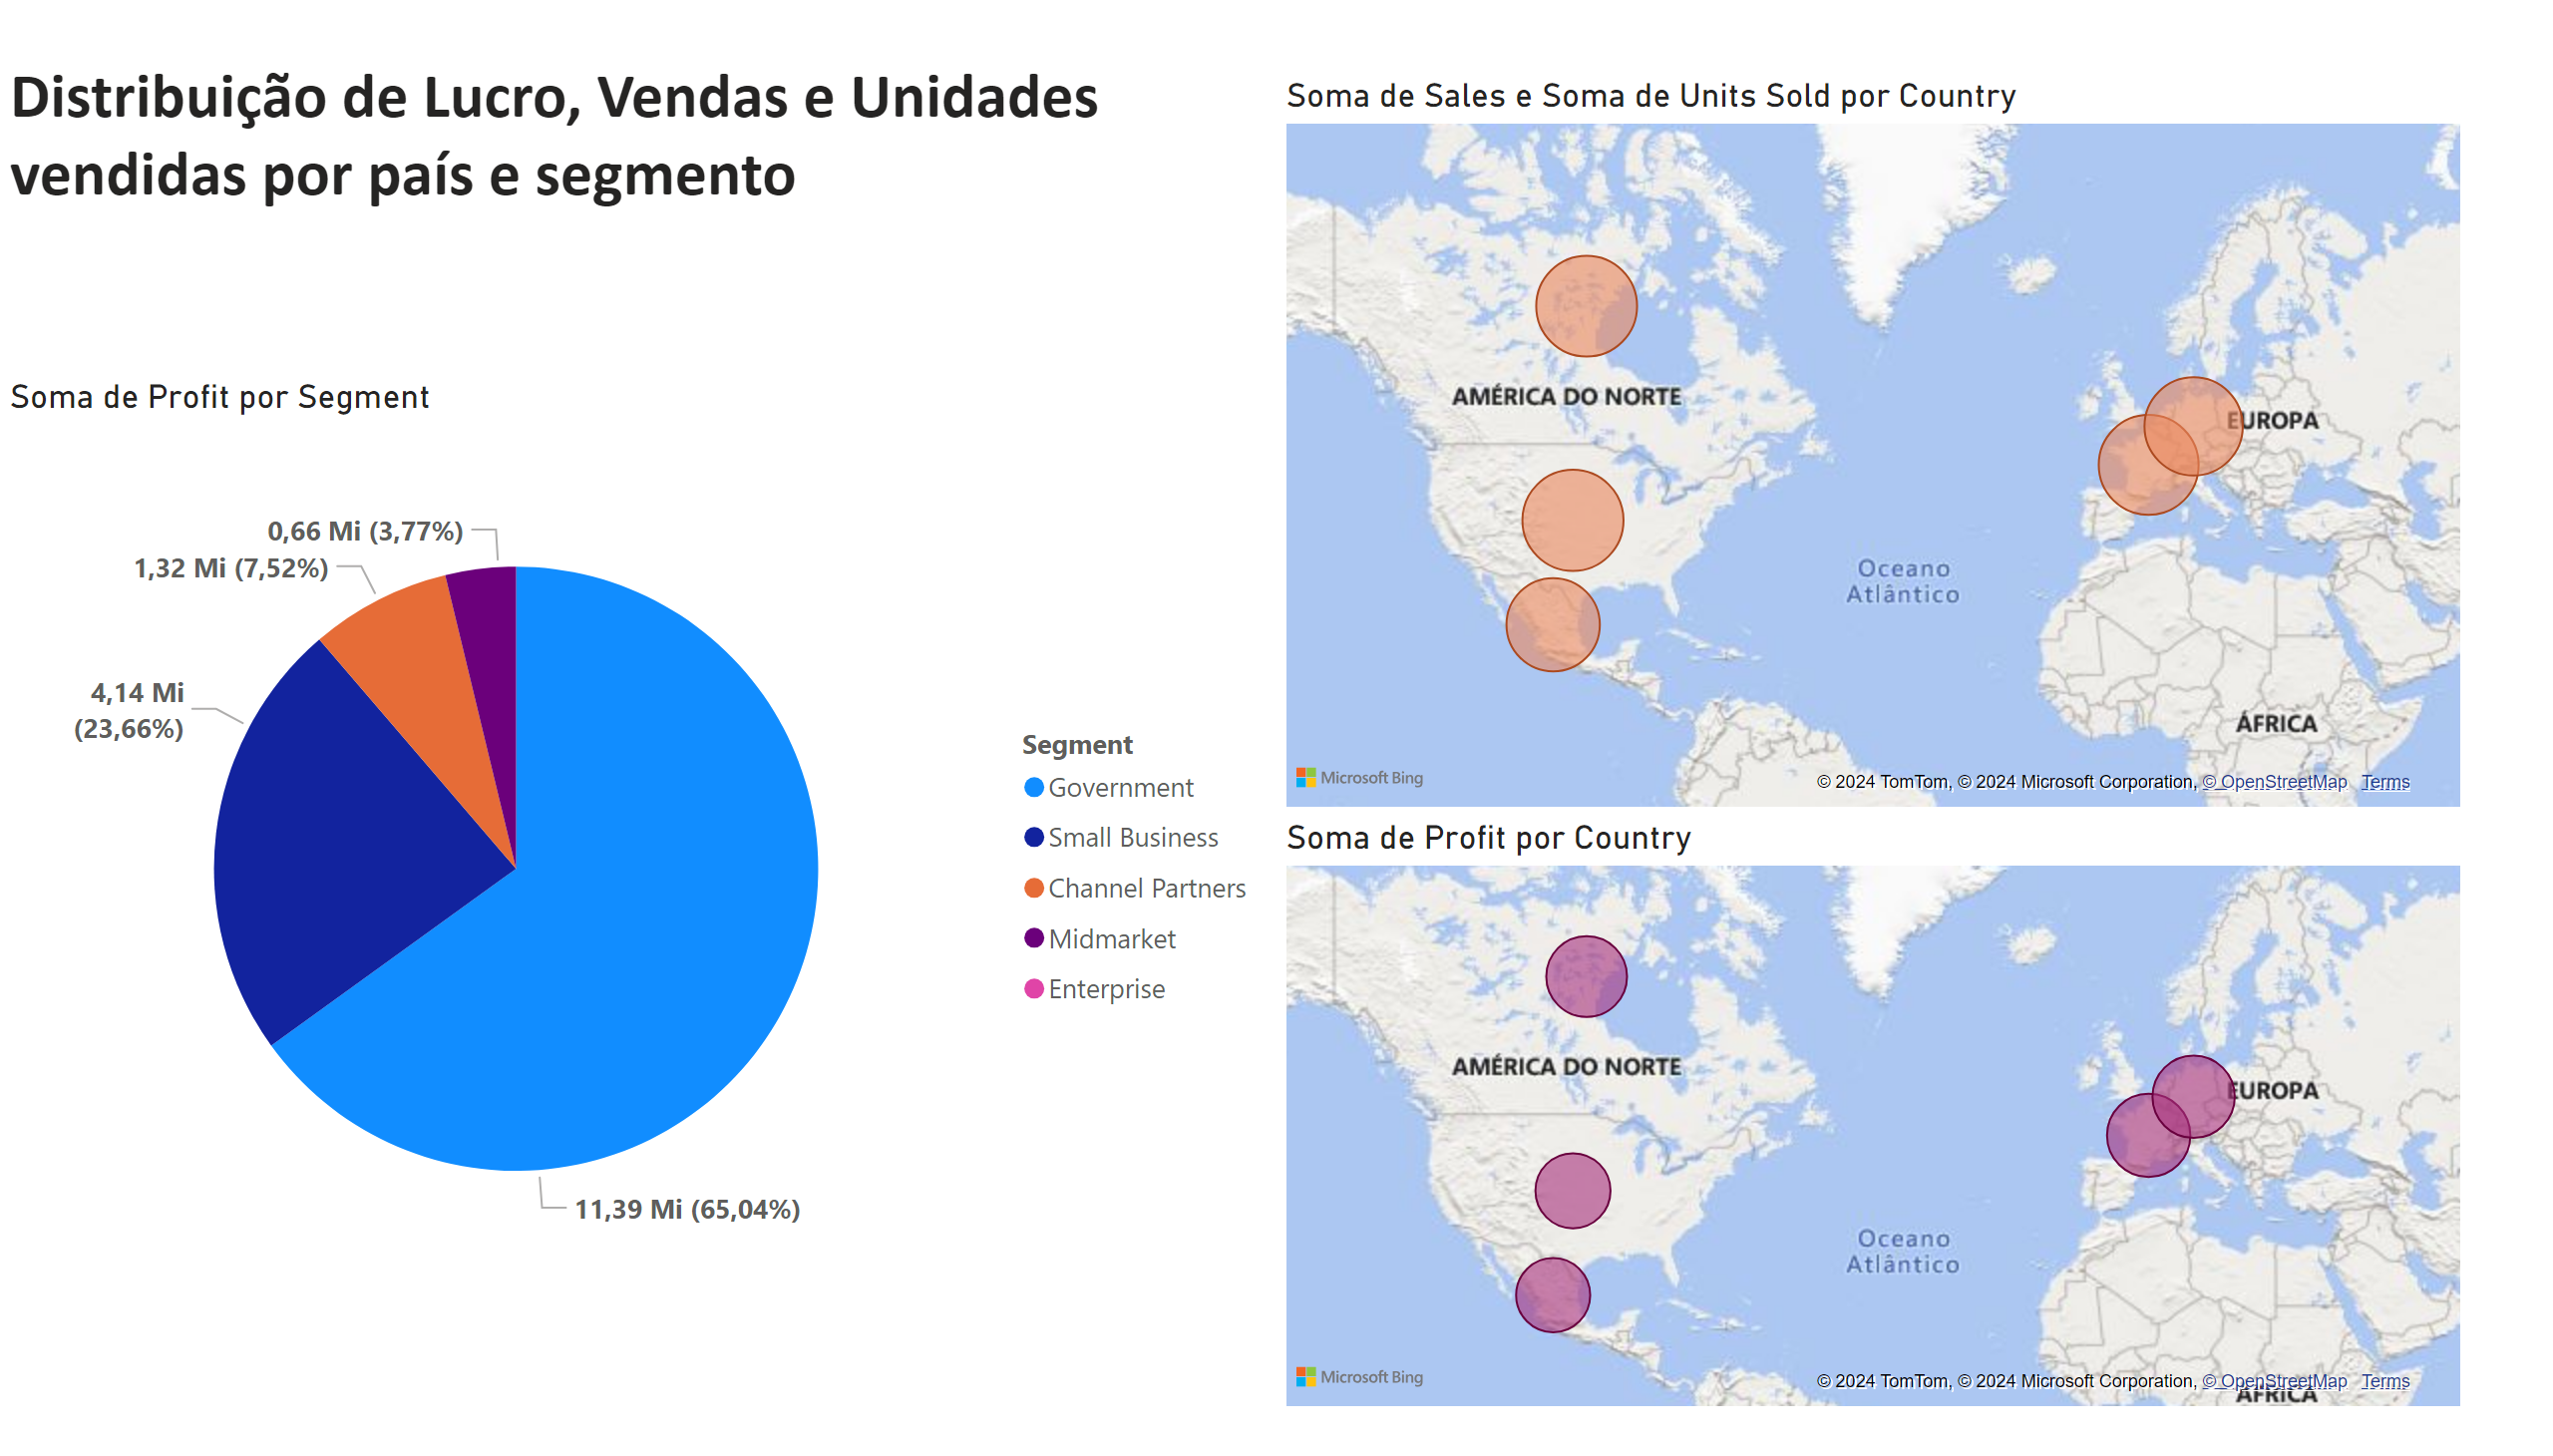 Distribuição de Lucro, Vendas e Unidades
vendidas por país e segmento
Soma de Profit por Segment
0,66 Mi (3,77%)
1,32 Mi (7,52%)
4,14 Mi
(23,66%)
11,39 Mi (65,04%)
Segment
Government
Small Business
Channel Partners
Midmarket
Enterprise
Soma de Sales e Soma de Units Sold por Country
AMÉRICA DO NORTE
EUROPA
Oceano
Atlântico
ÁFRICA
Microsoft Bing
© 2024 TomTom, © 2024 Microsoft Corporation, © OpenStreetMap Terms
Soma de Profit por Country
AMÉRICA DO NORTE
EUROPA
Oceano
Atlântico
Microsoft Bing
© 2024 TomTom, © 2024 Microsoft Corporation, © OpenStreetMap Terms
ÁFRICA